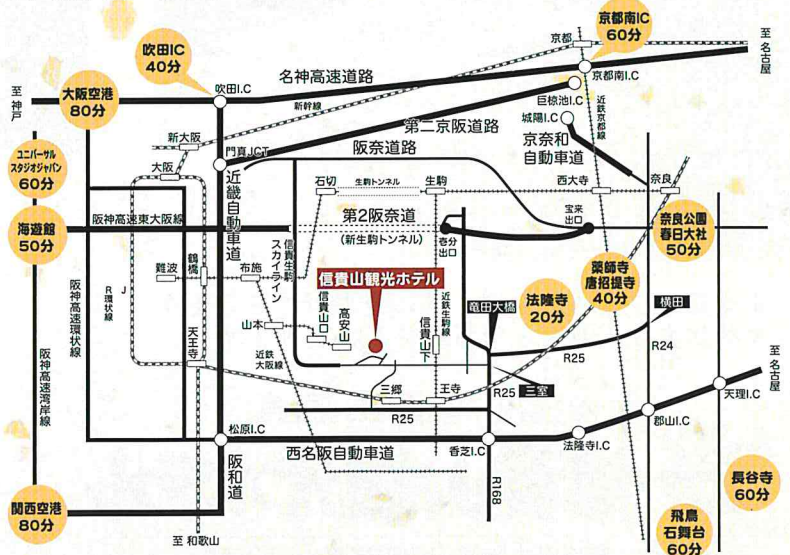 京都南IC
60分
至 名古屋
京都
吹田IC
40分
京都南I.C
名神高速道路
吹田I.C
大阪空港
80分
至 神戸
新幹線
巨椋池I.C
近鉄京都線
城陽I.C
第二京阪道路
京奈和
自動車道
新大阪
門真JCT
阪奈道路
ユニバーサル
スタジオジャパン
60分
大阪
近畿自動車道
石切
生駒トンネル
生駒
西大寺
奈良
海遊館
50分
阪神高速東大阪線
第2阪奈道
(新生駒トンネル)
壱分
出口
宝来
出口
奈良公園
春日大社
50分
信貴生駒
スカイライン
鶴橋
難波
布施
信貴山観光ホテル
薬師寺
唐招提寺
40分
法隆寺
20分
竜田大橋
横田
阪神高速環状線
JR環状線
信貴山口
高安山
近鉄生駒線
信貴山下
山本
近鉄
大阪線
天王寺
R25
R24
至 名古屋
阪神高速湾岸線
三郷
王寺
R25
三室
R25
天理I.C
郡山I.C
松原I.C
西名阪自動車道
香芝I.C
法隆寺I.C
阪和道
R168
長谷寺
60分
関西空港
80分
飛鳥
石舞台
60分
至 和歌山